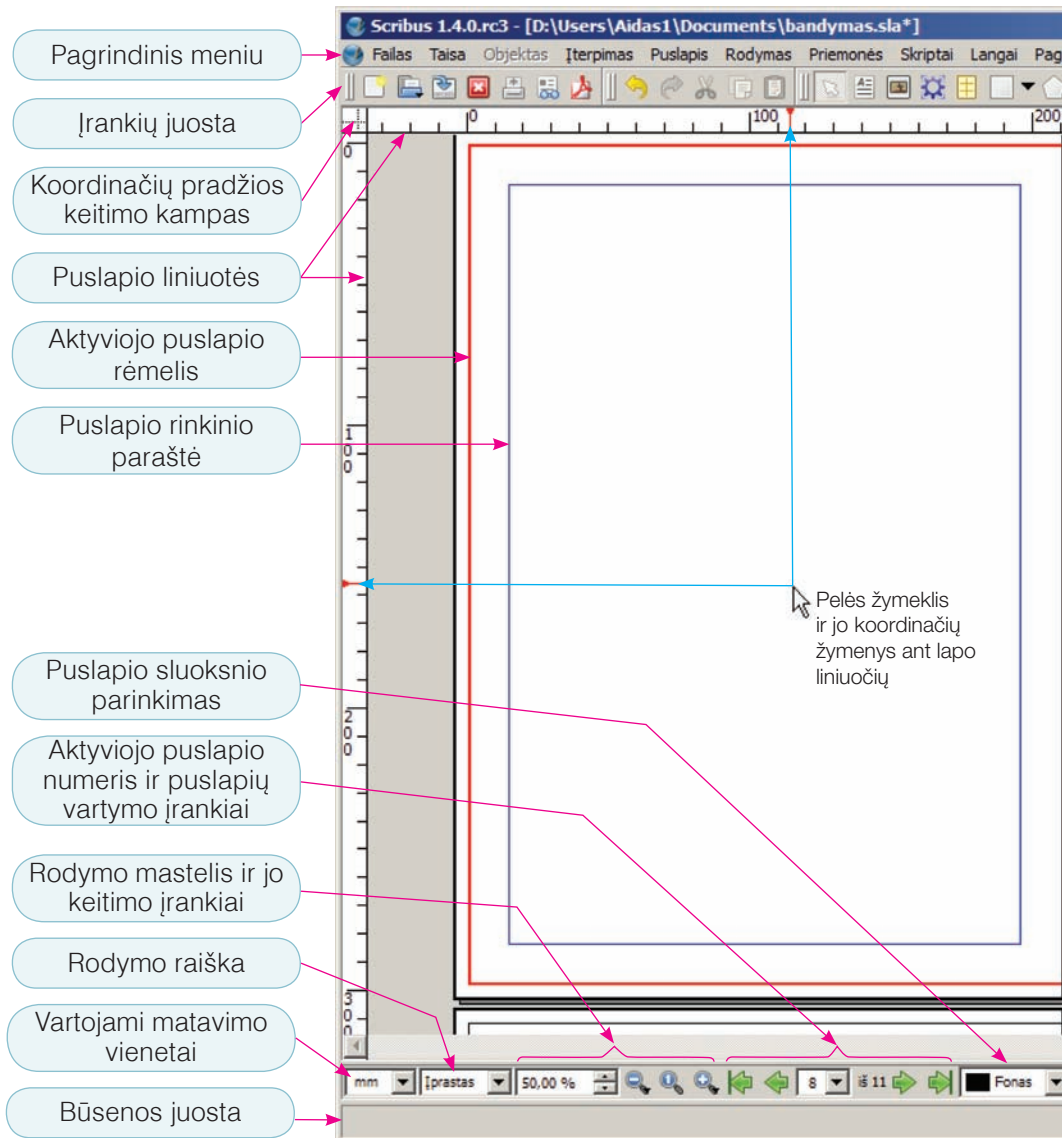 Scribus 1.4.0.rc3 - [D:\Users\Aidas1\Documents\bandymas.sla*]
Failas Taisa Objektas Įterpimas Puslapis Rodymas Priemonės Skriptai Langai Pag
Pagrindinis meniu
Įrankių juosta
Koordinačių pradžios
keitimo kampas
Puslapio liniuotės
Aktyviojo puslapio
rėmelis
Puslapio rinkinio
paraštė
Puslapio sluoksnio
parinkimas
Aktyviojo puslapio
numeris ir puslapių
vartymo įrankiai
Rodymo mastelis ir jo
keitimo įrankiai
Rodymo raiška
Vartojami matavimo
vienetai
Būsenos juosta
0 100 200
0
100
200
300
Pelės žymeklis
ir jo koordinačių
žymenys ant lapo
liniuočių
mm Įprastas 50,00 % 8 iš 11 Fonas